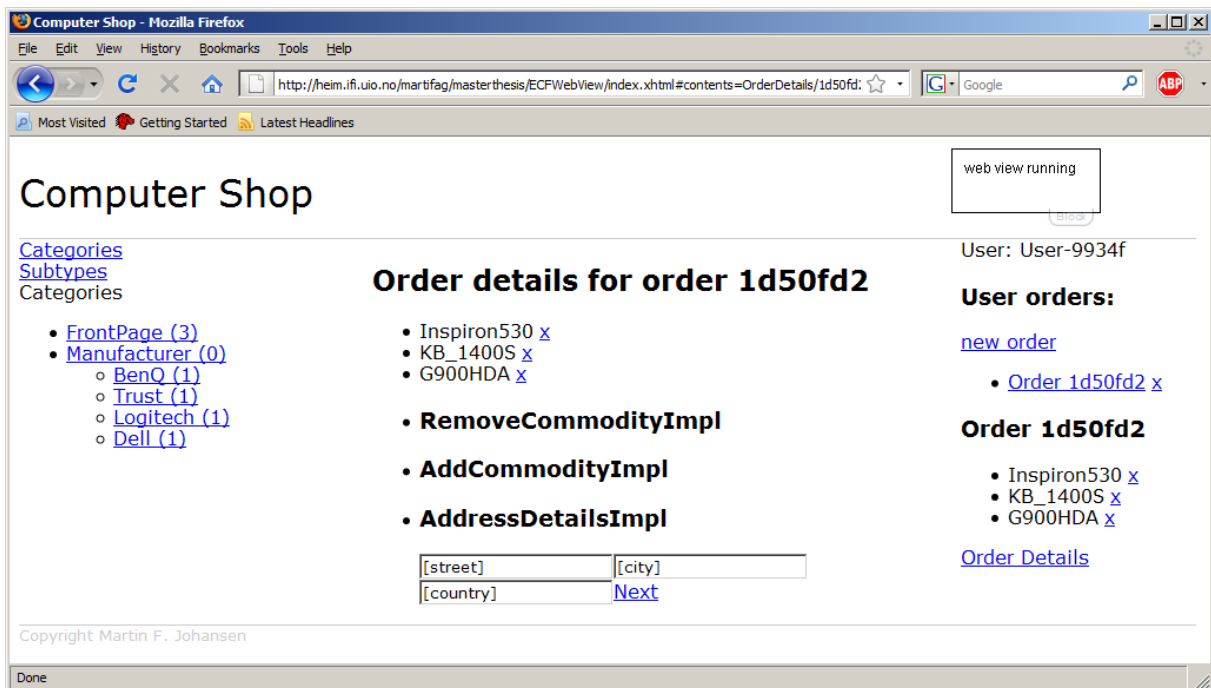 Computer Shop - Mozilla Firefox
File Edit View History Bookmarks Tools Help
http://heim.ifi.uio.no/martifag/masterthesis/ECFWebView/index.xhtml#contents=OrderDetails/1d50fd: G Google ABP
Most Visited Getting Started Latest Headlines
web view running
Block
Computer Shop
Categories
Subtypes
Categories
• FrontPage (3)
• Manufacturer (0)
○ BenQ (1)
○ Trust (1)
○ Logitech (1)
○ Dell (1)
Order details for order 1d50fd2
• Inspiron530 x
• KB_1400S x
• G900HDA x
• RemoveCommodityImpl
• AddCommodityImpl
• AddressDetailsImpl
[street] [city]
[country] Next
User: User-9934f
User orders:
new order
• Order 1d50fd2 x
Order 1d50fd2
• Inspiron530 x
• KB_1400S x
• G900HDA x
Order Details
Copyright Martin F. Johansen
Done